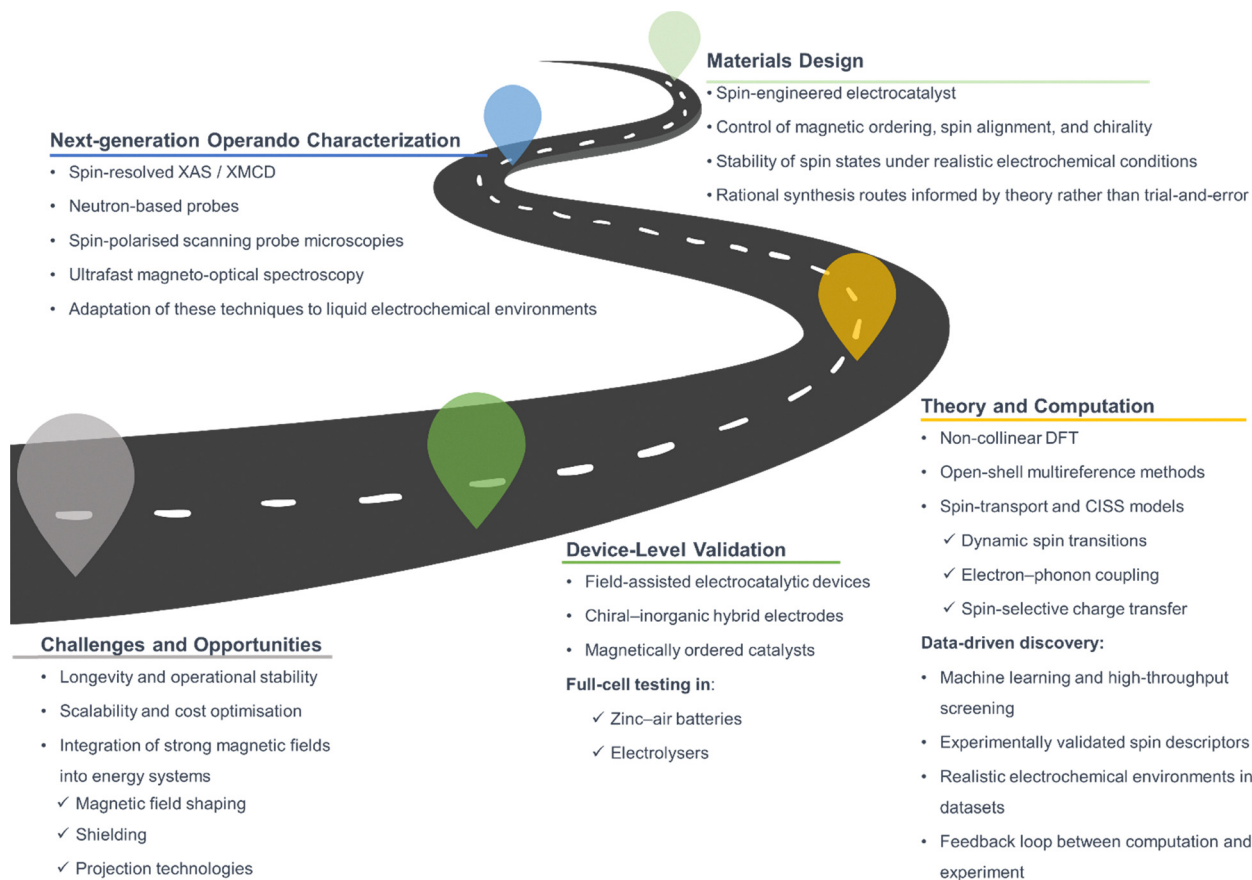 Materials Design
• Spin-engineered electrocatalyst
• Control of magnetic ordering, spin alignment, and chirality
• Stability of spin states under realistic electrochemical conditions
• Rational synthesis routes informed by theory rather than trial-and-error
Next-generation Operando Characterization
• Spin-resolved XAS / XMCD
• Neutron-based probes
• Spin-polarised scanning probe microscopies
• Ultrafast magneto-optical spectroscopy
• Adaptation of these techniques to liquid electrochemical environments
Theory and Computation
• Non-collinear DFT
• Open-shell multireference methods
• Spin-transport and CISS models
✓ Dynamic spin transitions
✓ Electron–phonon coupling
✓ Spin-selective charge transfer
Data-driven discovery:
• Machine learning and high-throughput
screening
• Experimentally validated spin descriptors
• Realistic electrochemical environments in
datasets
• Feedback loop between computation and
experiment
Device-Level Validation
• Field-assisted electrocatalytic devices
• Chiral–inorganic hybrid electrodes
• Magnetically ordered catalysts
Full-cell testing in:
✓ Zinc–air batteries
✓ Electrolysers
Challenges and Opportunities
• Longevity and operational stability
• Scalability and cost optimisation
• Integration of strong magnetic fields
into energy systems
✓ Magnetic field shaping
✓ Shielding
✓ Projection technologies